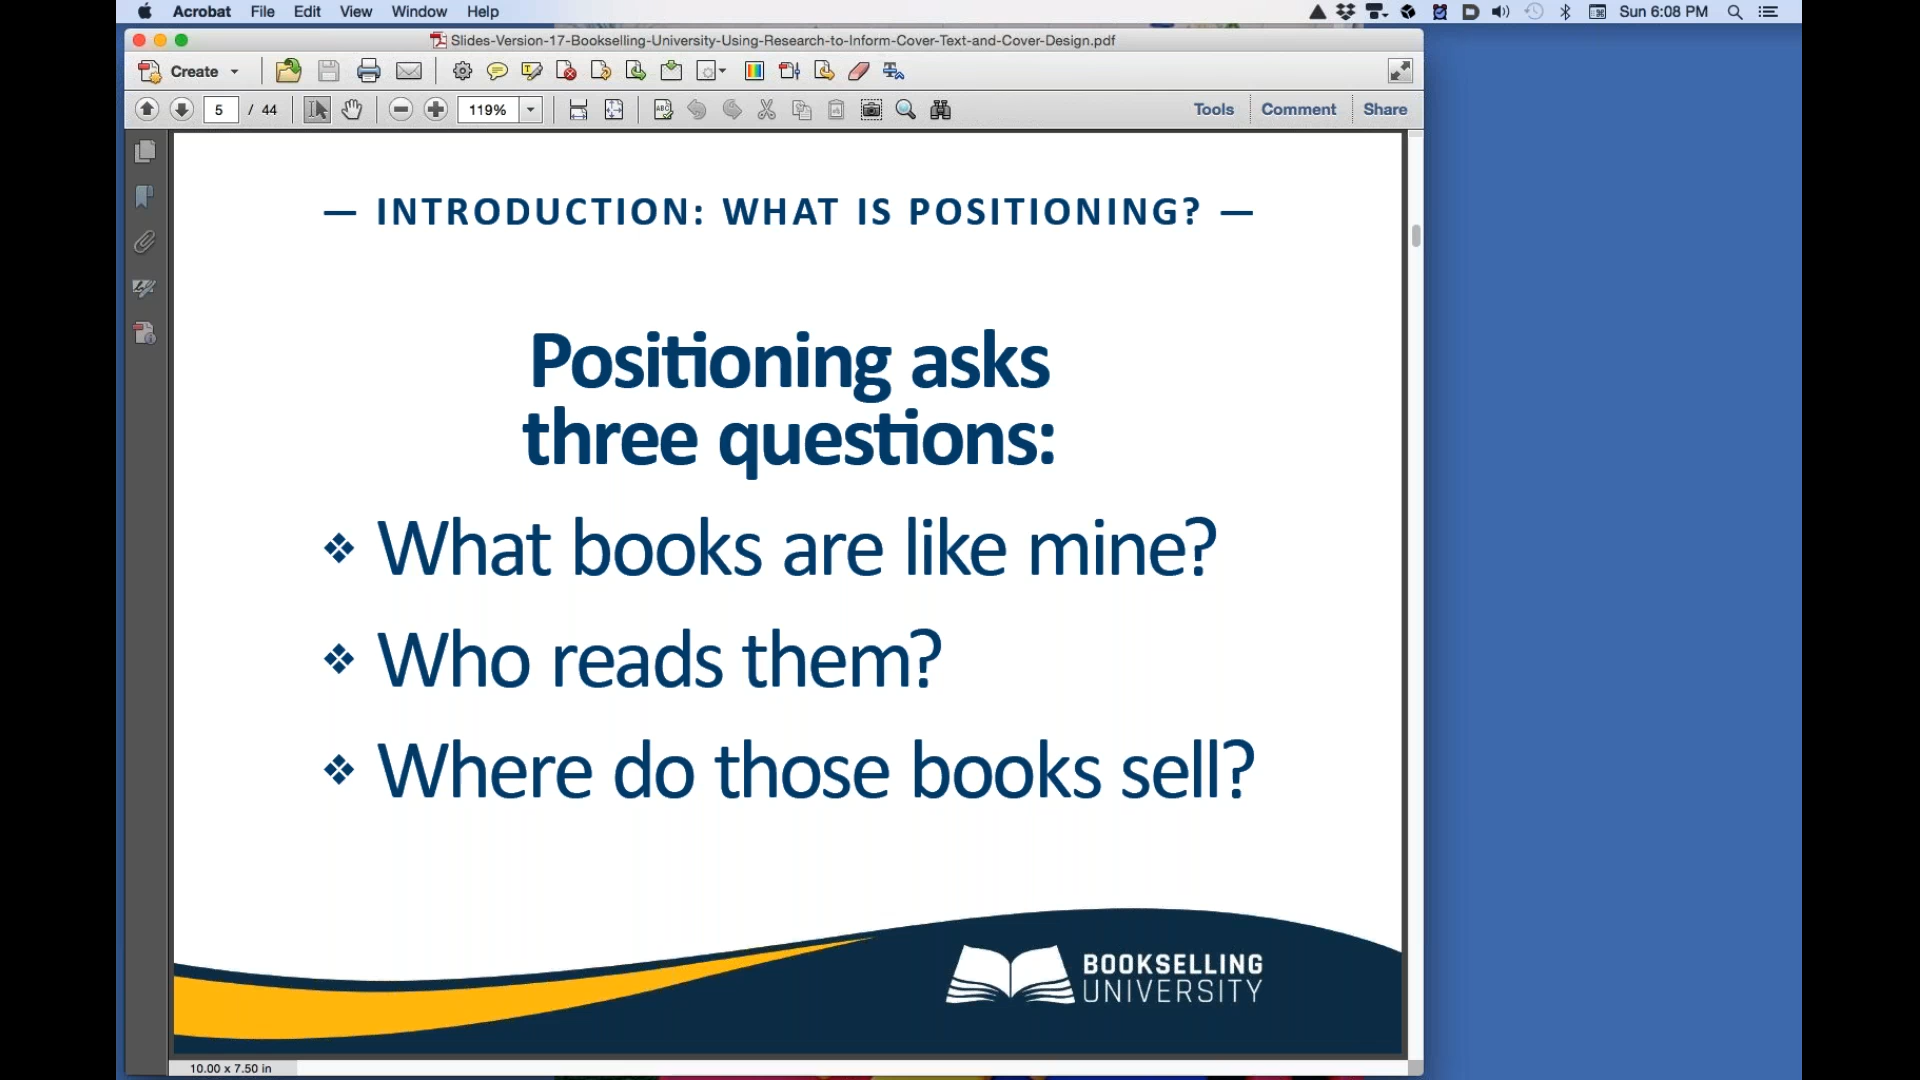 Acrobat File Edit View Window Help Sun 6:08 PM
Slides-Version-17-Bookselling-University-Using-Research-to-Inform-Cover-Text-and-Cover-Design.pdf
Create
5 / 44 119% Tools Comment Share
— INTRODUCTION: WHAT IS POSITIONING? —
Positioning asks
three questions:
❖ What books are like mine?
❖ Who reads them?
❖ Where do those books sell?
BOOKSELLING
UNIVERSITY
10.00 x 7.50 in